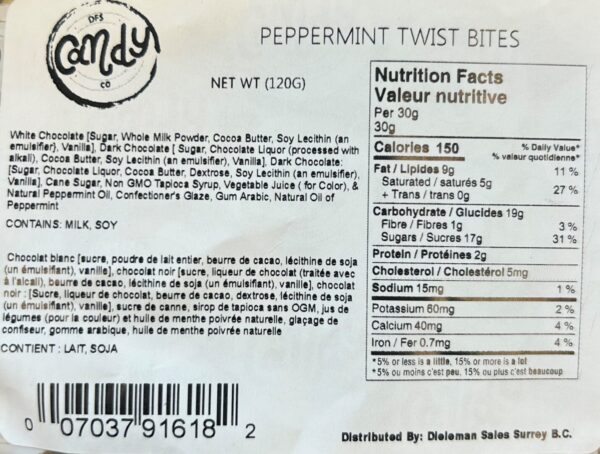 DFS
Candy
CO
PEPPERMINT TWIST BITES
NET WT (120G)
White Chocolate [Sugar, Whole Milk Powder, Cocoa Butter, Soy Lecithin (an
emulsifier), Vanilla], Dark Chocolate [ Sugar, Chocolate Liquor (processed with
alkali), Cocoa Butter, Soy Lecithin (an emulsifier), Vanilla], Dark Chocolate:
[Sugar, Chocolate Liquor, Cocoa Butter, Dextrose, Soy Lecithin (an emulsifier),
Vanilla], Cane Sugar, Non GMO Tapioca Syrup, Vegetable Juice ( for Color), &
Natural Peppermint Oil, Confectioner's Glaze, Gum Arabic, Natural Oil of
Peppermint
CONTAINS: MILK, SOY
Chocolat blanc [sucre, poudre de lait entier, beurre de cacao, lécithine de soja
(un émulsifiant), vanille], chocolat noir [sucre, liqueur de chocolat (traitée avec
à l'alcali), beurre de cacao, lécithine de soja (un émulsifiant), vanille], chocolat
noir : [Sucre, liqueur de chocolat, beurre de cacao, dextrose, lécithine de soja
(un émulsifiant), vanille], sucre de canne, sirop de tapioca sans OGM, jus de
légumes (pour la couleur) et huile de menthe poivrée naturelle, glaçage de
confiseur, gomme arabique, huile de menthe poivrée naturelle
CONTIENT : LAIT, SOJA
0 07037 91618 2
Nutrition Facts
Valeur nutritive
Per 30g
30g
Calories 150 % Daily Value*
% valeur quotidienne*
Fat / Lipides 9g 11 %
Saturated / saturés 5g
+ Trans / trans 0g 27 %
Carbohydrate / Glucides 19g
Fibre / Fibres 1g 3 %
Sugars / Sucres 17g 31 %
Protein / Protéines 2g
Cholesterol / Cholestérol 5mg
Sodium 15mg 1 %
Potassium 60mg 2 %
Calcium 40mg 4 %
Iron / Fer 0.7mg 4 %
*5% or less is a little, 15% or more is a lot
*5% ou moins c'est peu, 15% ou plus c'est beaucoup
Distributed By: Dieleman Sales Surrey B.C.